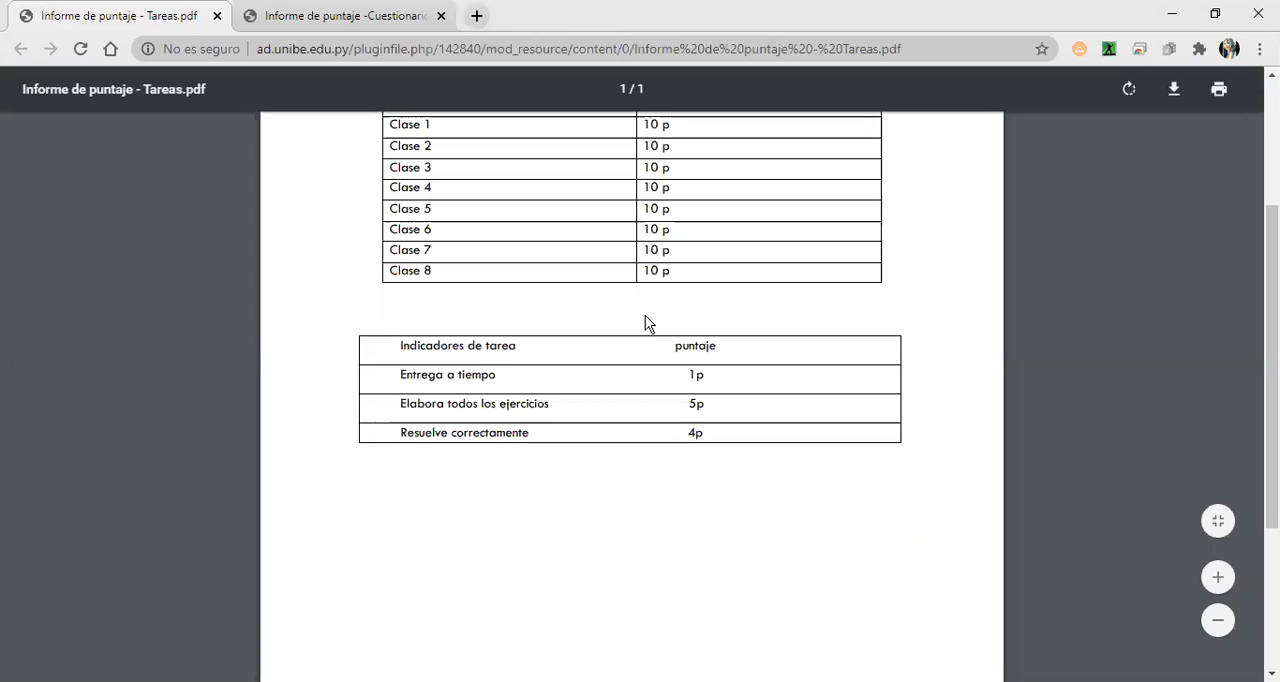 Informe de puntaje - Tareas.pdf
Informe de puntaje -Cuestionario
No es seguro
ad.unibe.edu.py/pluginfile.php/142840/mod_resource/content/0/Informe%20de%20puntaje%20-%20Tareas.pdf
Informe de puntaje - Tareas.pdf
1 / 1
Clase 1 10 p
Clase 2 10 p
Clase 3 10 p
Clase 4 10 p
Clase 5 10 p
Clase 6 10 p
Clase 7 10 p
Clase 8 10 p
Indicadores de tarea puntaje
Entrega a tiempo 1p
Elabora todos los ejercicios 5p
Resuelve correctamente 4p